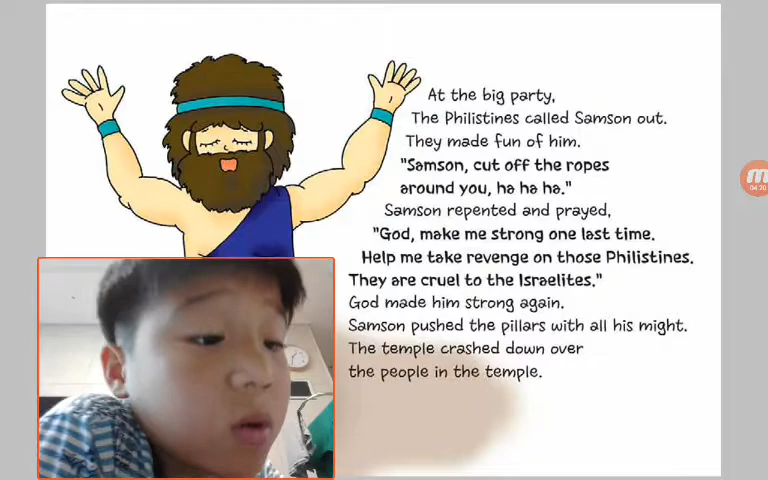 At the big party,
The Philistines called Samson out.
They made fun of him.
"Samson, cut off the ropes
around you, ha ha ha."
Samson repented and prayed,
"God, make me strong one last time.
Help me take revenge on those Philistines.
They are cruel to the Israelites."
God made him strong again.
Samson pushed the pillars with all his might.
The temple crashed down over
the people in the temple.
04:20